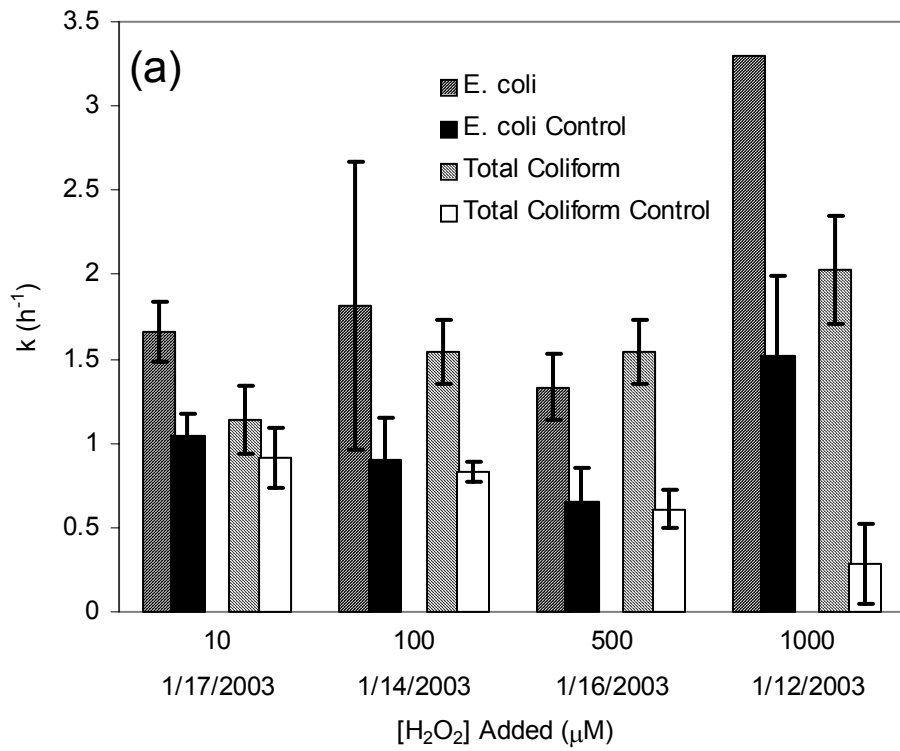 (a)
E. coli
E. coli Control
Total Coliform
Total Coliform Control
3.5
3
2.5
2
1.5
1
0.5
0
k (h⁻¹)
10 100 500 1000
1/17/2003 1/14/2003 1/16/2003 1/12/2003
[H₂O₂] Added (μM)